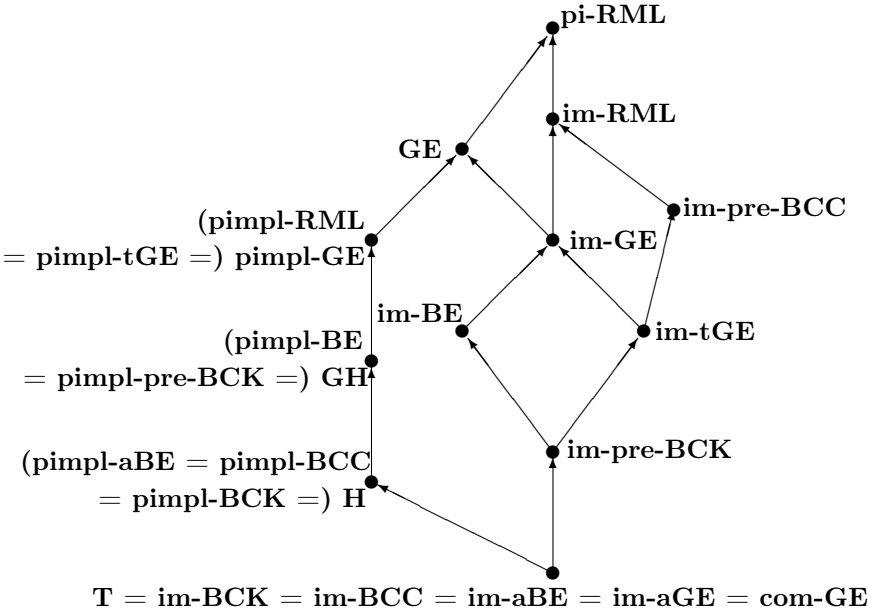 pi-RML
im-RML
GE
im-pre-BCC
(pimpl-RML
im-GE
= pimpl-tGE =) pimpl-GE
im-BE
im-tGE
(pimpl-BE
= pimpl-pre-BCK =) GH
im-pre-BCK
(pimpl-aBE = pimpl-BCC
= pimpl-BCK =) H
T = im-BCK = im-BCC = im-aBE = im-aGE = com-GE